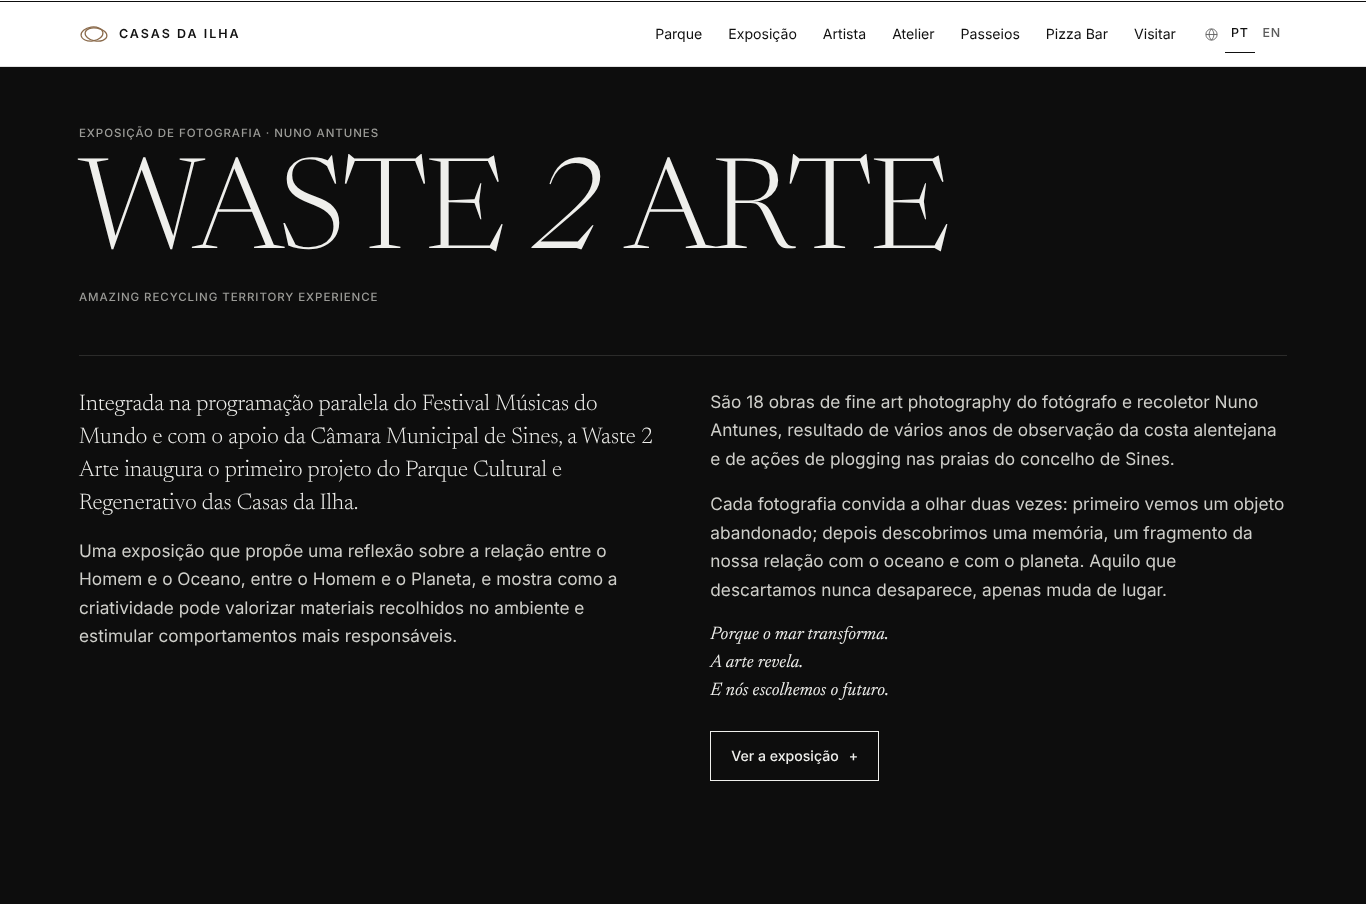 CASAS DA ILHA
Parque
Exposição
Artista
Atelier
Passeios
Pizza Bar
Visitar
PT
EN
EXPOSIÇÃO DE FOTOGRAFIA · NUNO ANTUNES
WASTE 2 ARTE
AMAZING RECYCLING TERRITORY EXPERIENCE
Integrada na programação paralela do Festival Músicas do
Mundo e com o apoio da Câmara Municipal de Sines, a Waste 2
Arte inaugura o primeiro projeto do Parque Cultural e
Regenerativo das Casas da Ilha.
Uma exposição que propõe uma reflexão sobre a relação entre o
Homem e o Oceano, entre o Homem e o Planeta, e mostra como a
criatividade pode valorizar materiais recolhidos no ambiente e
estimular comportamentos mais responsáveis.
São 18 obras de fine art photography do fotógrafo e recoletor Nuno
Antunes, resultado de vários anos de observação da costa alentejana
e de ações de plogging nas praias do concelho de Sines.
Cada fotografia convida a olhar duas vezes: primeiro vemos um objeto
abandonado; depois descobrimos uma memória, um fragmento da
nossa relação com o oceano e com o planeta. Aquilo que
descartamos nunca desaparece, apenas muda de lugar.
Porque o mar transforma.
A arte revela.
E nós escolhemos o futuro.
Ver a exposição +